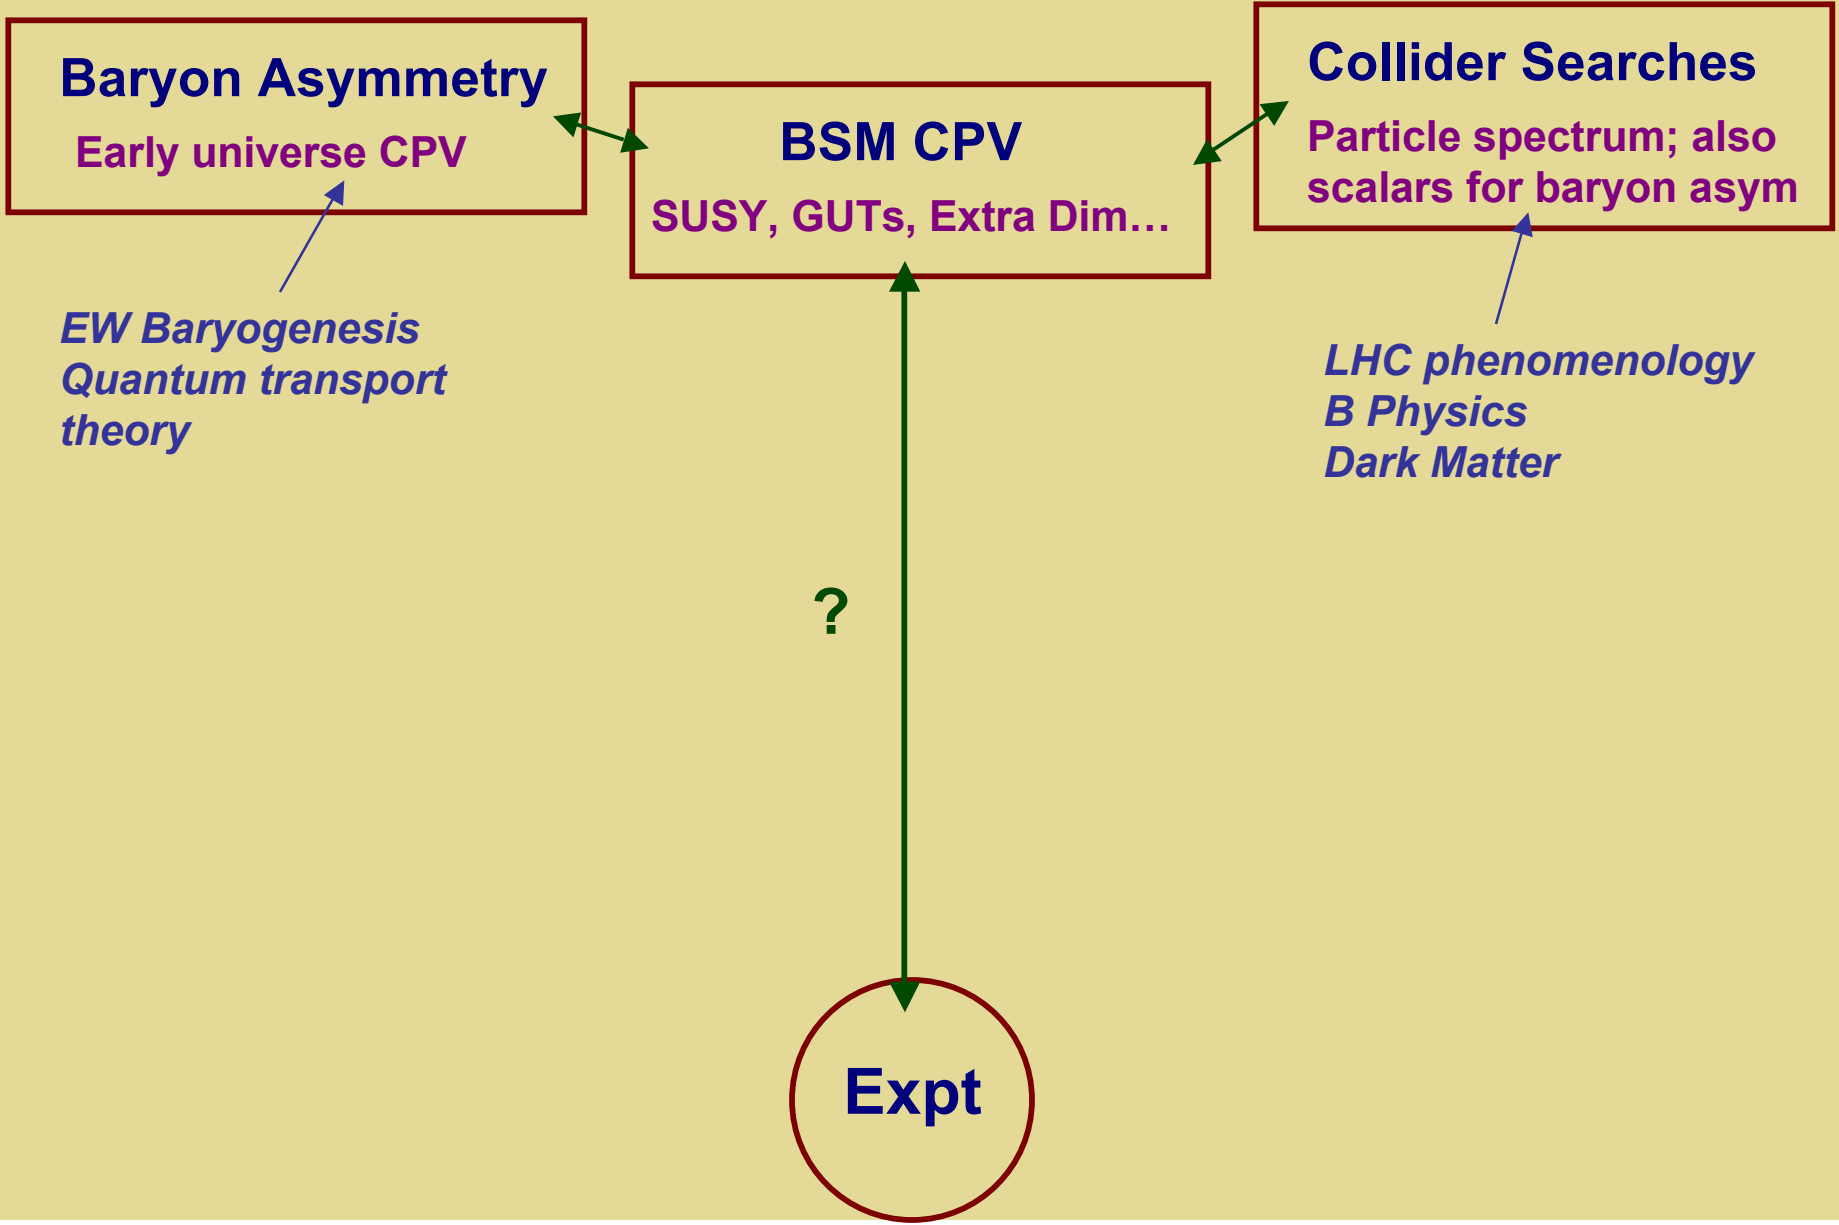 Baryon Asymmetry
Early universe CPV
BSM CPV
SUSY, GUTs, Extra Dim…
Collider Searches
Particle spectrum; also
scalars for baryon asym
EW Baryogenesis
Quantum transport
theory
LHC phenomenology
B Physics
Dark Matter
?
Expt